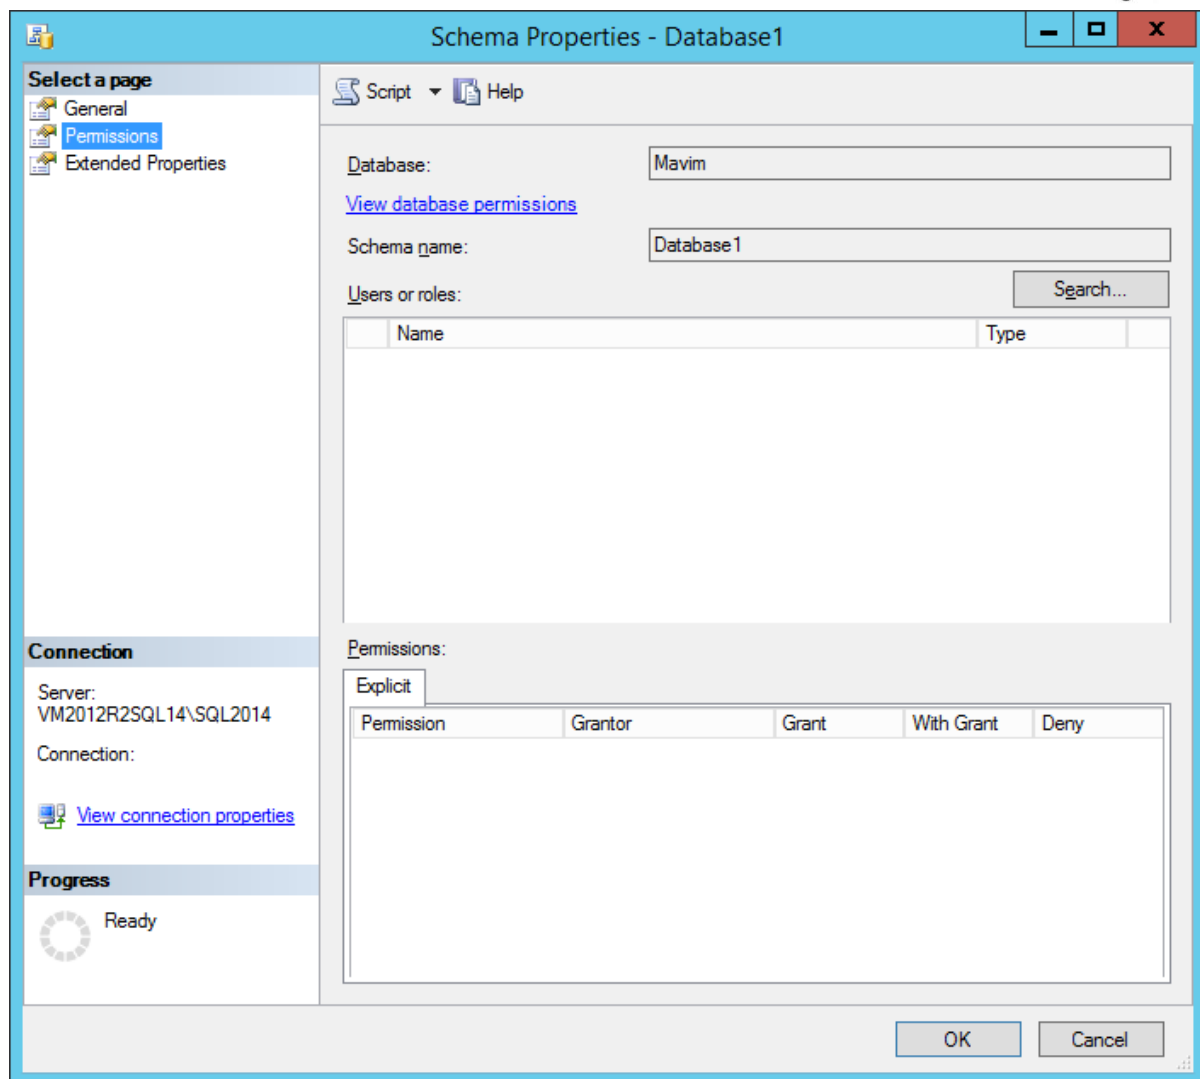 Schema Properties - Database1
Select a page
General
Permissions
Extended Properties
Script
Help
Database:
Mavim
View database permissions
Schema name:
Database1
Users or roles:
Search...
Name
Type
Permissions:
Explicit
Permission
Grantor
Grant
With Grant
Deny
Connection
Server:
VM2012R2SQL14\SQL2014
Connection:
View connection properties
Progress
Ready
OK
Cancel